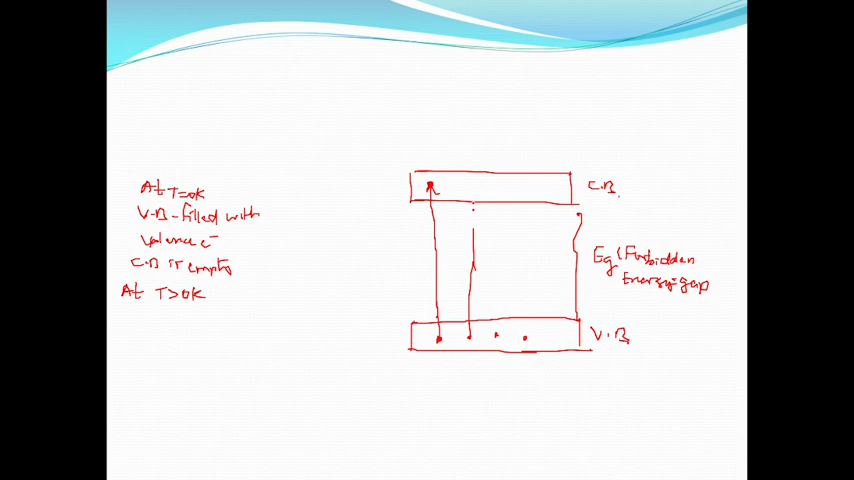 At T=0K
V.B-filled with
valence e-
C.B is empty
At T>0K
C.B.
Eg (Forbidden
Energy gap
V.B